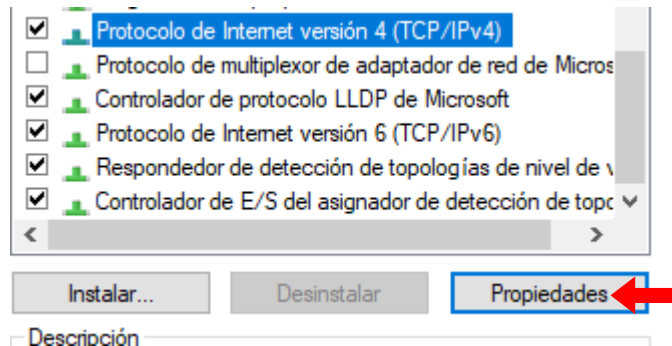 Protocolo de Internet versión 4 (TCP/IPv4)
Protocolo de multiplexor de adaptador de red de Micros
Controlador de protocolo LLDP de Microsoft
Protocolo de Internet versión 6 (TCP/IPv6)
Respondedor de detección de topologías de nivel de v
Controlador de E/S del asignador de detección de topo
Instalar... Desinstalar Propiedades
Descripción